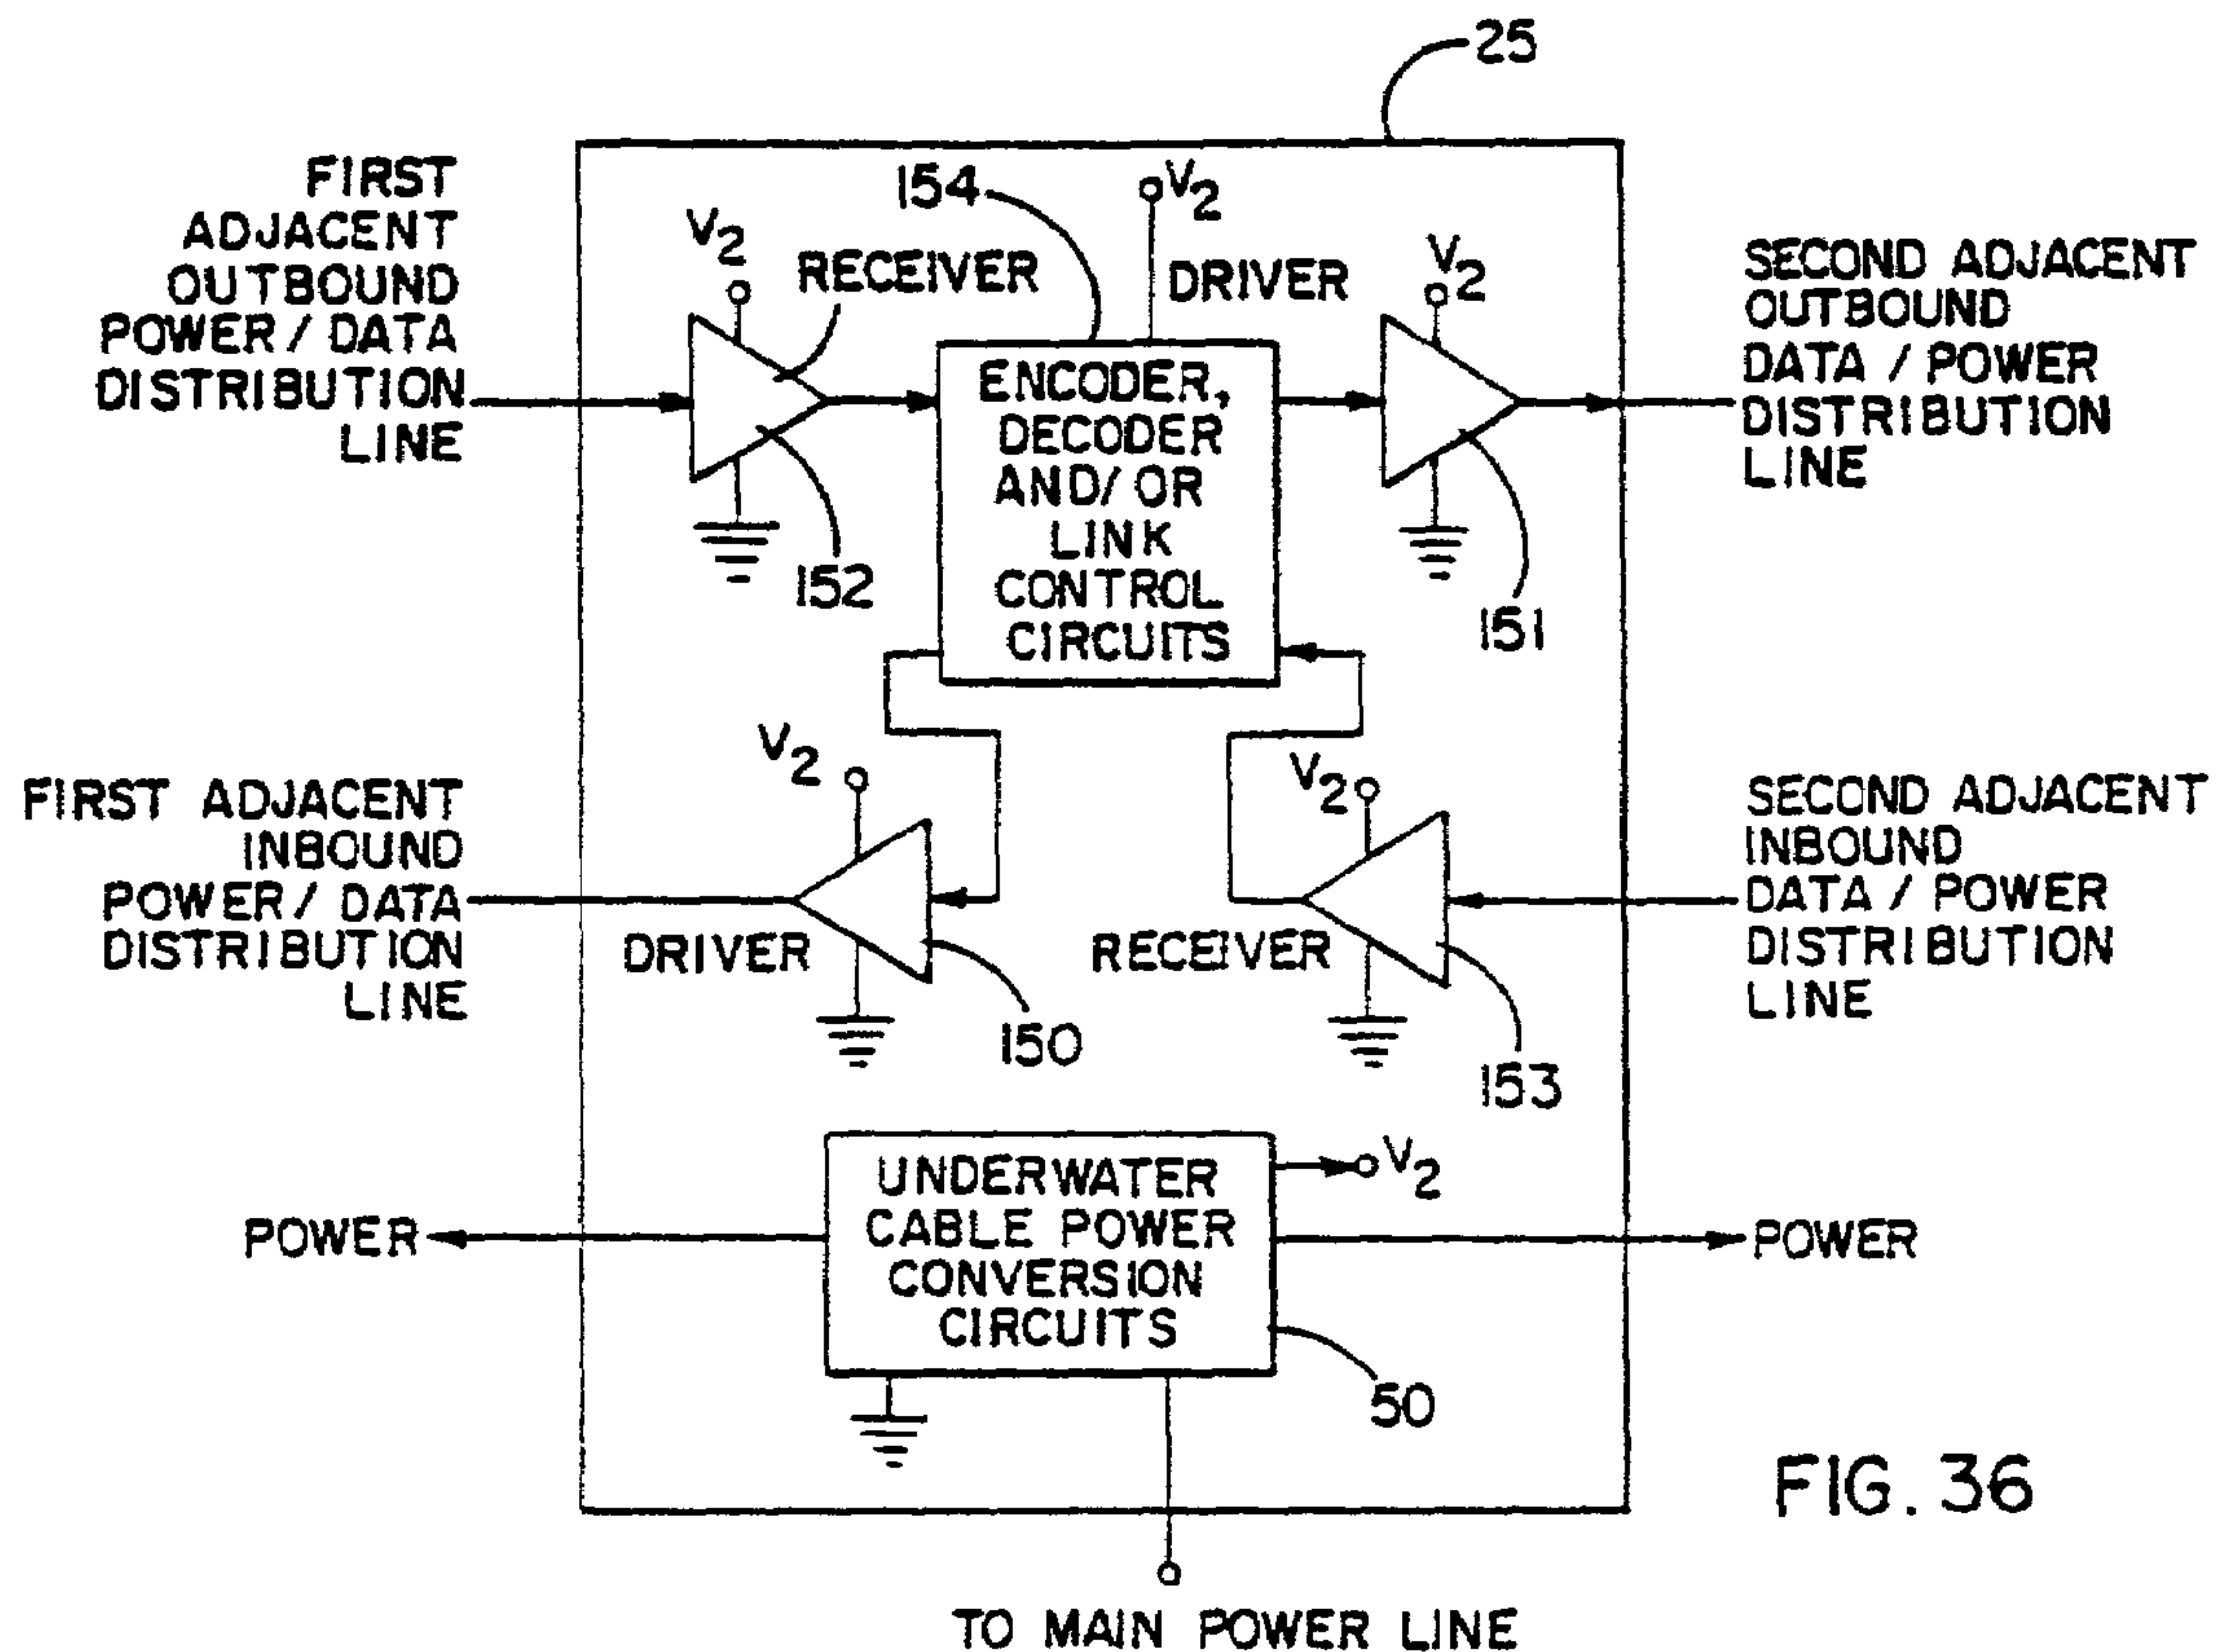 25
FIRST
ADJACENT
OUTBOUND
POWER / DATA
DISTRIBUTION
LINE
V2
RECEIVER
152
154
V2
ENCODER,
DECODER
AND/OR
LINK
CONTROL
CIRCUITS
DRIVER
V2
151
SECOND ADJACENT
OUTBOUND
DATA / POWER
DISTRIBUTION
LINE
FIRST ADJACENT
INBOUND
POWER / DATA
DISTRIBUTION
LINE
V2
DRIVER
150
V2
RECEIVER
153
SECOND ADJACENT
INBOUND
DATA / POWER
DISTRIBUTION
LINE
POWER
UNDERWATER
CABLE POWER
CONVERSION
CIRCUITS
V2
POWER
50
TO MAIN POWER LINE
FIG. 36